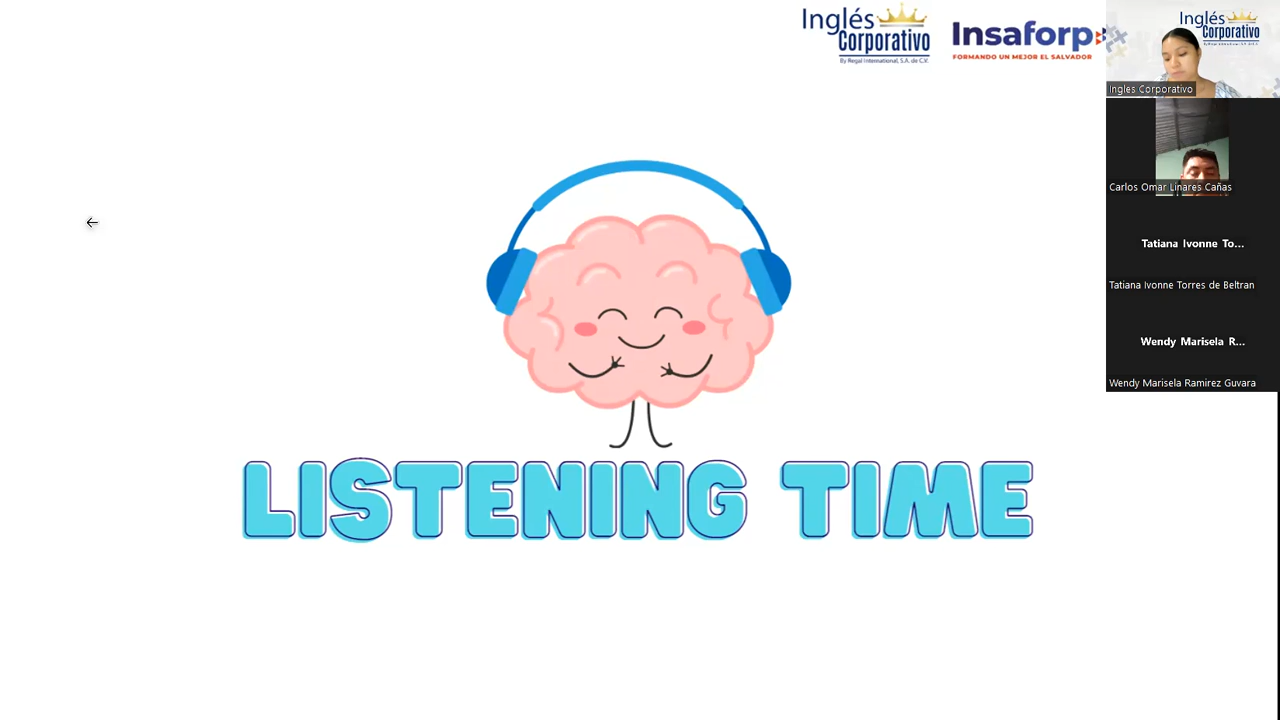 Inglés
Corporativo
By Regal International, S.A. de C.V.
Insaforp
FORMANDO UN MEJOR EL SALVADOR
Inglés
Corporativo
Ingles Corporativo
Carlos Omar Linares Cañas
Tatiana Ivonne To...
Tatiana Ivonne Torres de Beltran
Wendy Marisela R...
Wendy Marisela Ramirez Guvara
LISTENING TIME